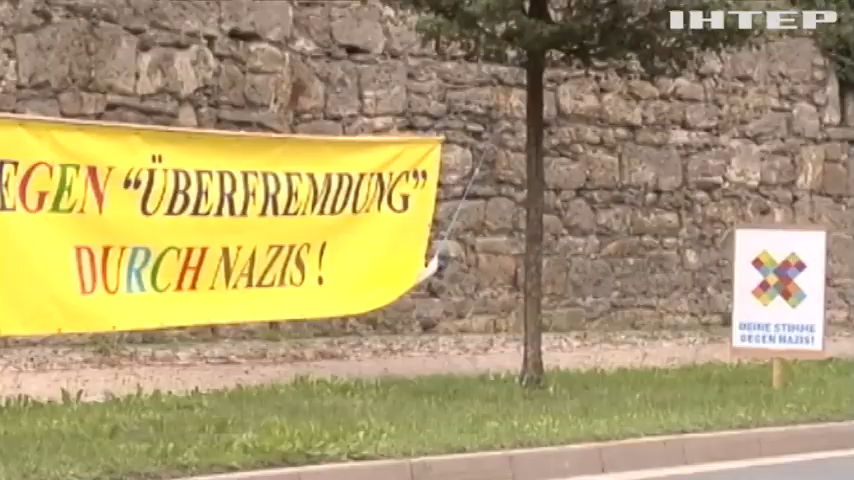 ІНТЕР
EGEN “ÜBERFREMDUNG”
DURCH NAZIS!
DEINE STIMME
GEGEN NAZIS!